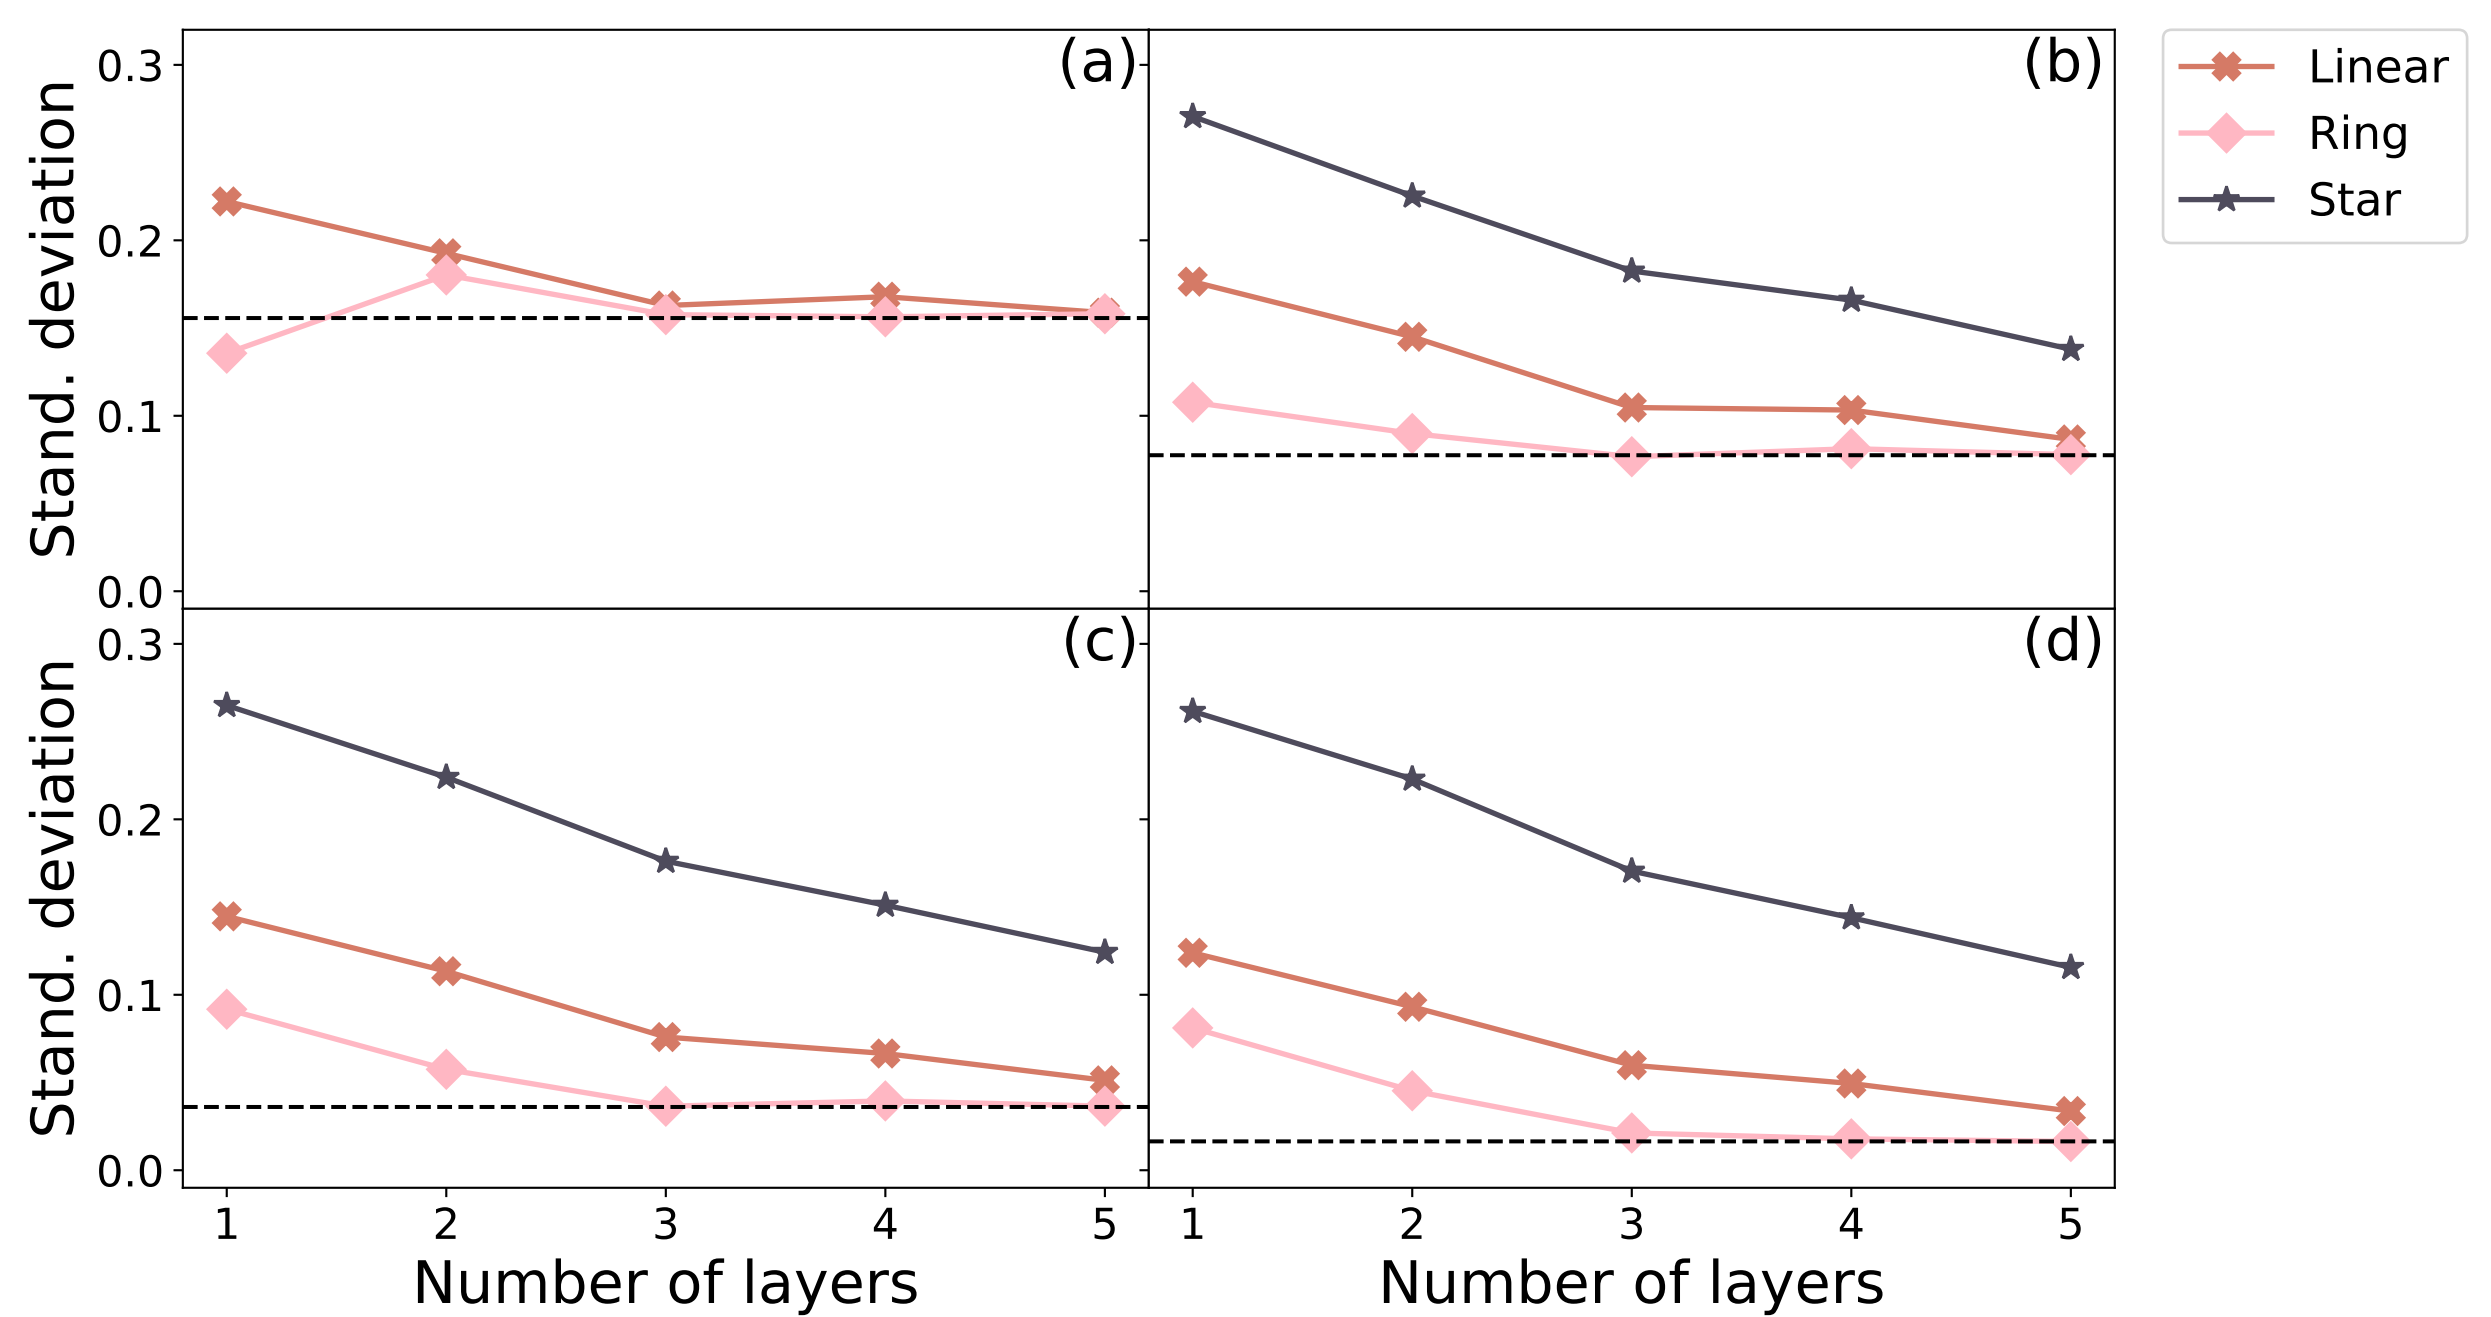 Stand. deviation
0.3
0.2
0.1
0.0
(a)
(b)
Linear
Ring
Star
Stand. deviation
0.3
0.2
0.1
0.0
(c)
(d)
1 2 3 4 5
1 2 3 4 5
Number of layers
Number of layers